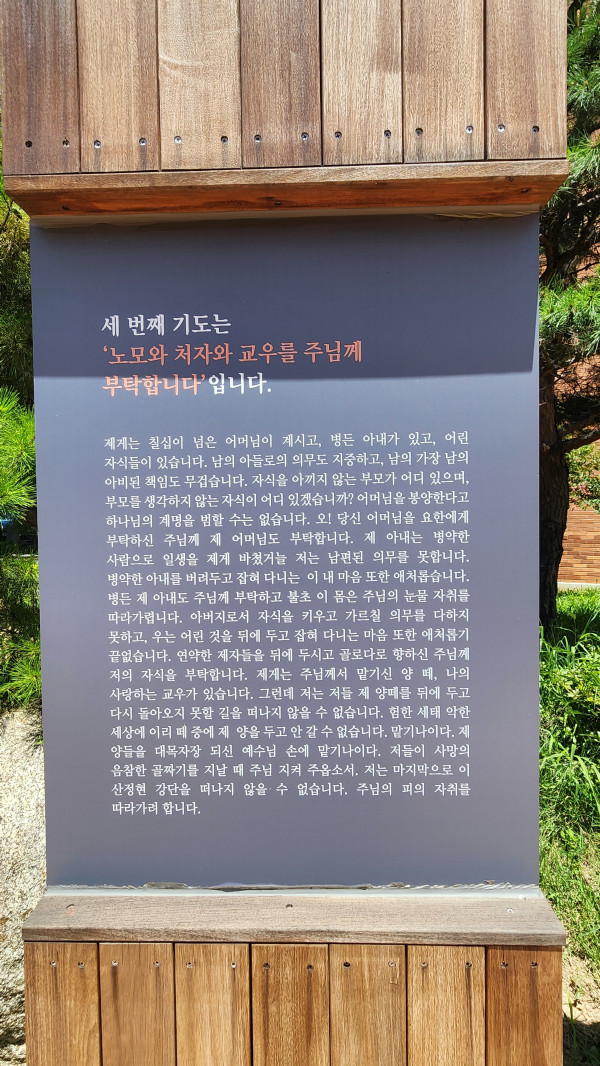 세 번째 기도는
‘노모와 처자와 교우를 주님께
부탁합니다’입니다.
제게는 칠십이 넘은 어머님이 계시고, 병든 아내가 있고, 어린
자식들이 있습니다. 남의 아들로의 의무도 지중하고, 남의 가장 남의
아비된 책임도 무겁습니다. 자식을 아끼지 않는 부모가 어디 있으며,
부모를 생각하지 않는 자식이 어디 있겠습니까? 어머님을 봉양한다고
하나님의 계명을 범할 수는 없습니다. 오! 당신 어머님을 요한에게
부탁하신 주님께 제 어머님도 부탁합니다. 제 아내는 병약한
사람으로 일생을 제게 바쳤거늘 저는 남편된 의무를 못합니다.
병약한 아내를 버려두고 잡혀 다니는 이 내 마음 또한 애처롭습니다.
병든 제 아내도 주님께 부탁하고 불초 이 몸은 주님의 눈물 자취를
따라가렵니다. 아버지로서 자식을 키우고 가르칠 의무를 다하지
못하고, 우는 어린 것을 뒤에 두고 잡혀 다니는 마음 또한 애처롭기
끝없습니다. 연약한 제자들을 뒤에 두시고 골로다로 향하신 주님께
저의 자식을 부탁합니다. 제게는 주님께서 맡기신 양 떼, 나의
사랑하는 교우가 있습니다. 그런데 저는 저들 제 양떼를 뒤에 두고
다시 돌아오지 못할 길을 떠나지 않을 수 없습니다. 험한 세태 악한
세상에 이리 떼 중에 제 양을 두고 안 갈 수 없습니다. 맡기나이다. 제
양들을 대목자장 되신 예수님 손에 맡기나이다. 저들이 사망의
음참한 골짜기를 지날 때 주님 지켜 주옵소서. 저는 마지막으로 이
산정현 강단을 떠나지 않을 수 없습니다. 주님의 피의 자취를
따라가려 합니다.